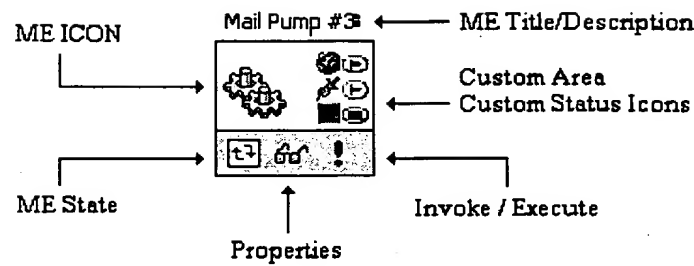 Mail Pump #3
ME Title/Description
ME ICON
Custom Area
Custom Status Icons
ME State
Invoke / Execute
Properties